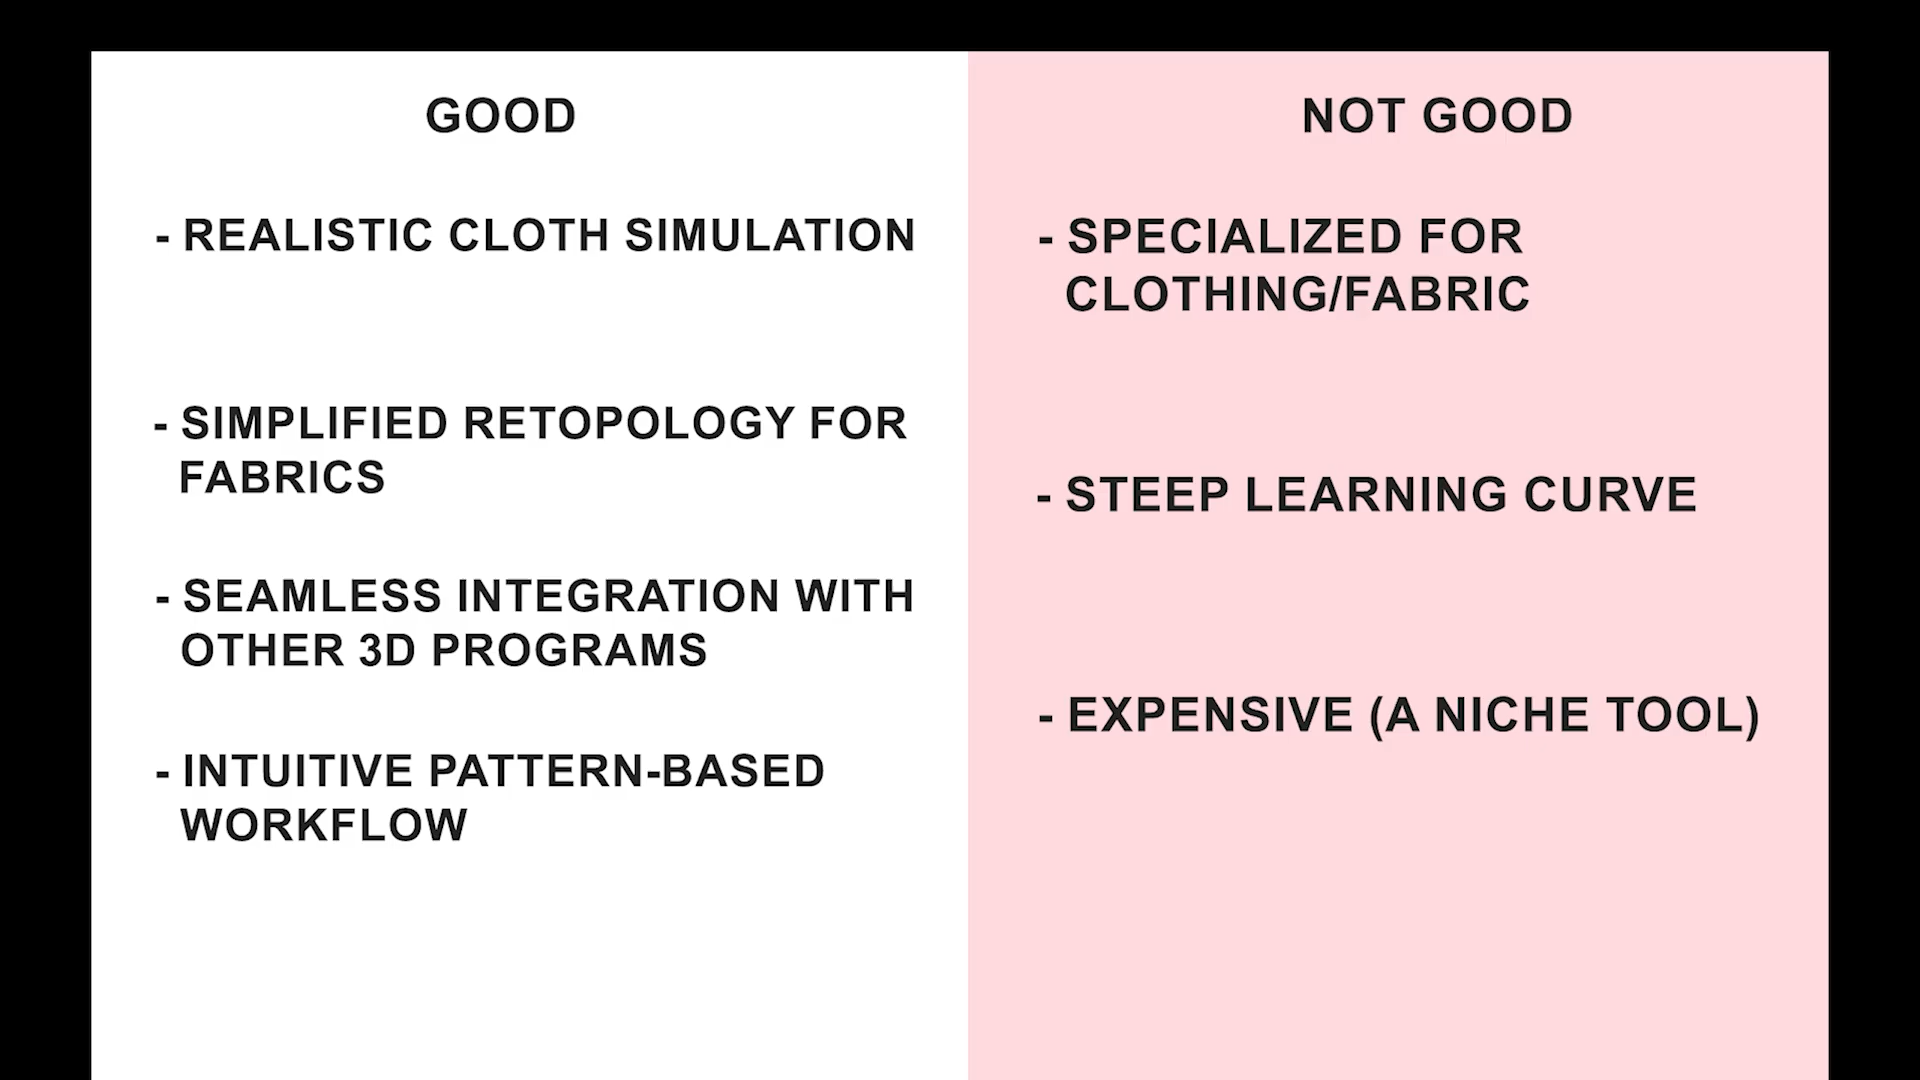 GOOD
- REALISTIC CLOTH SIMULATION
- SIMPLIFIED RETOPOLOGY FOR
FABRICS
- SEAMLESS INTEGRATION WITH
OTHER 3D PROGRAMS
- INTUITIVE PATTERN-BASED
WORKFLOW
NOT GOOD
- SPECIALIZED FOR
CLOTHING/FABRIC
- STEEP LEARNING CURVE
- EXPENSIVE (A NICHE TOOL)